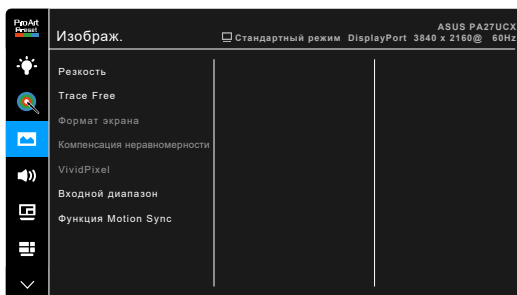 ProArt
Preset
Изображ.
Стандартный режим DisplayPort 3840 x 2160@ 60Hz
ASUS PA27UCX
Резкость
Trace Free
Формат экрана
Компенсация неравномерности
VividPixel
Входной диапазон
Функция Motion Sync